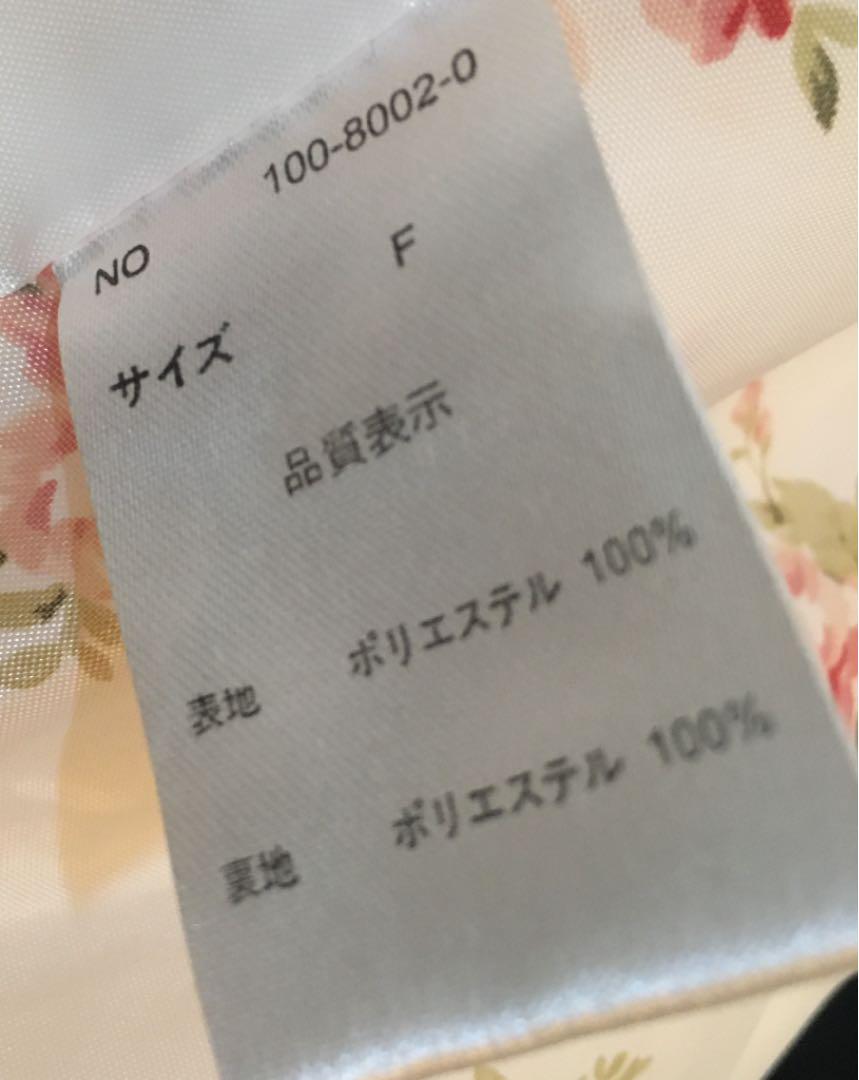 NO 100-8002-0
サイズ F
品質表示
表地 ポリエステル 100%
裏地 ポリエステル 100%